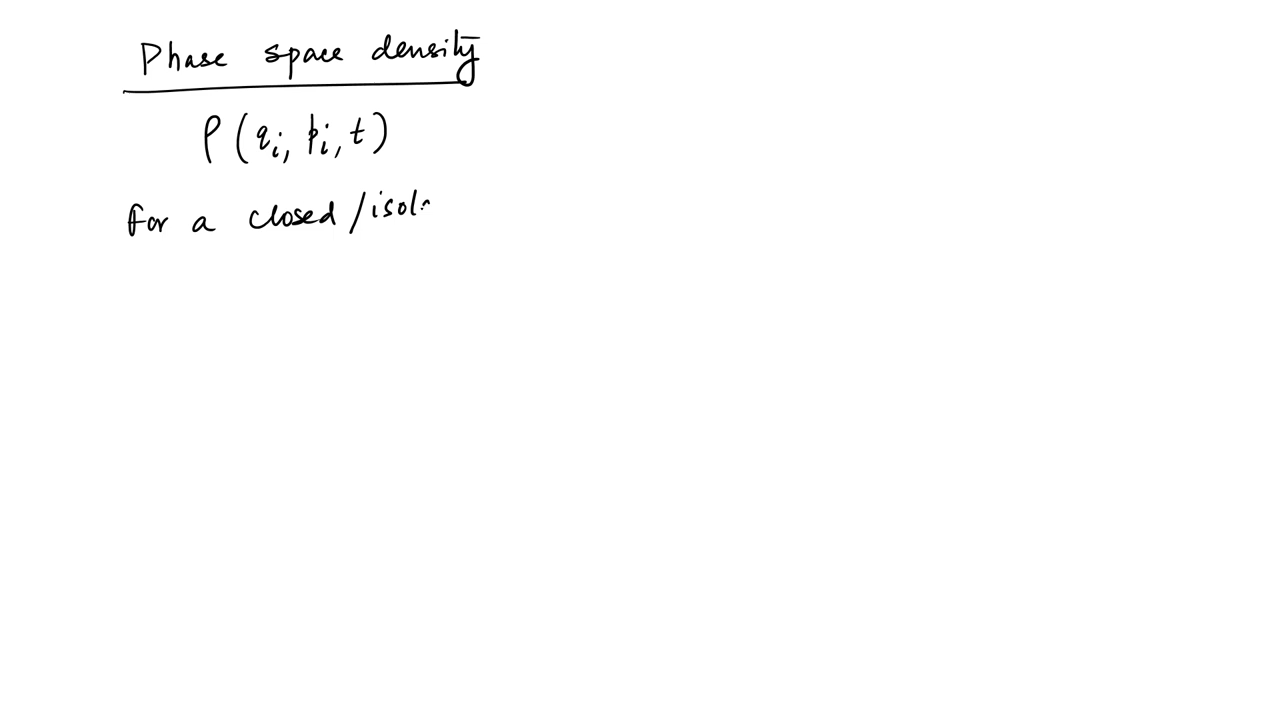 Phase space density
ρ(qi, pi, t)
for a closed /isol